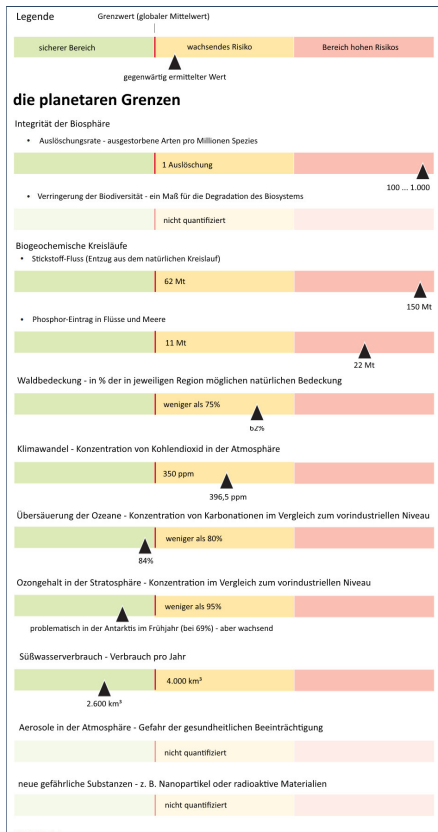 Legende
Grenzwert (globaler Mittelwert)
sicherer Bereich
wachsendes Risiko
Bereich hohen Risikos
gegenwärtig ermittelter Wert
die planetaren Grenzen
Integrität der Biosphäre
• Auslöschungsrate - ausgestorbene Arten pro Millionen Spezies
1 Auslöschung
100 ... 1.000
• Verringerung der Biodiversität - ein Maß für die Degradation des Biosystems
nicht quantifiziert
Biogeochemische Kreisläufe
• Stickstoff-Fluss (Entzug aus dem natürlichen Kreislauf)
62 Mt
150 Mt
• Phosphor-Eintrag in Flüsse und Meere
11 Mt
22 Mt
Waldbedeckung - in % der in jeweiligen Region möglichen natürlichen Bedeckung
weniger als 75%
62%
Klimawandel - Konzentration von Kohlendioxid in der Atmosphäre
350 ppm
396,5 ppm
Übersäuerung der Ozeane - Konzentration von Karbonationen im Vergleich zum vorindustriellen Niveau
weniger als 80%
84%
Ozongehalt in der Stratosphäre - Konzentration im Vergleich zum vorindustriellen Niveau
weniger als 95%
problematisch in der Antarktis im Frühjahr (bei 69%) - aber wachsend
Süßwasserverbrauch - Verbrauch pro Jahr
4.000 km³
2.600 km³
Aerosole in der Atmosphäre - Gefahr der gesundheitlichen Beeinträchtigung
nicht quantifiziert
neue gefährliche Substanzen - z. B. Nanopartikel oder radioaktive Materialien
nicht quantifiziert